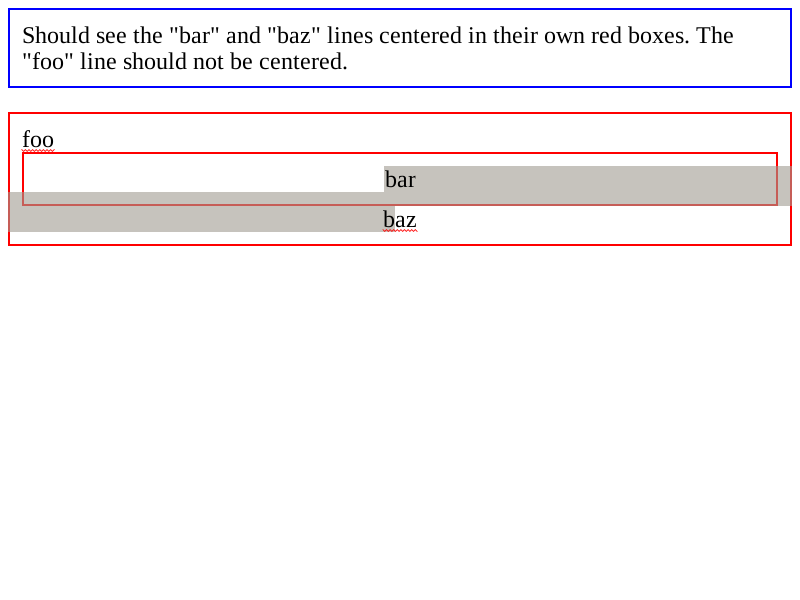 Should see the "bar" and "baz" lines centered in their own red boxes. The
"foo" line should not be centered.
foo
bar
baz